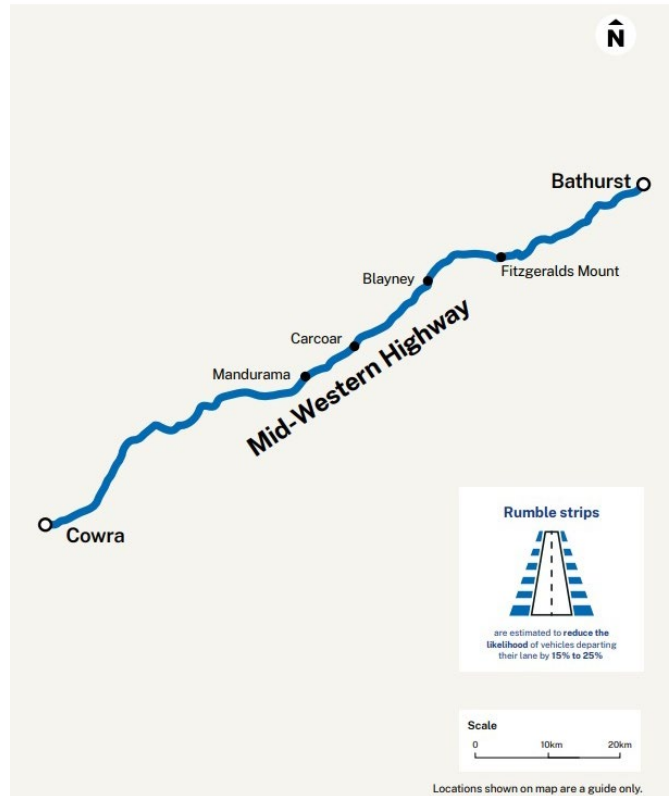 N
Bathurst
Fitzgeralds Mount
Blayney
Carcoar
Mandurama
Mid-Western Highway
Cowra
Rumble strips
are estimated to reduce the
likelihood of vehicles departing
their lane by 15% to 25%
Scale
0 10km 20km
Locations shown on map are a guide only.